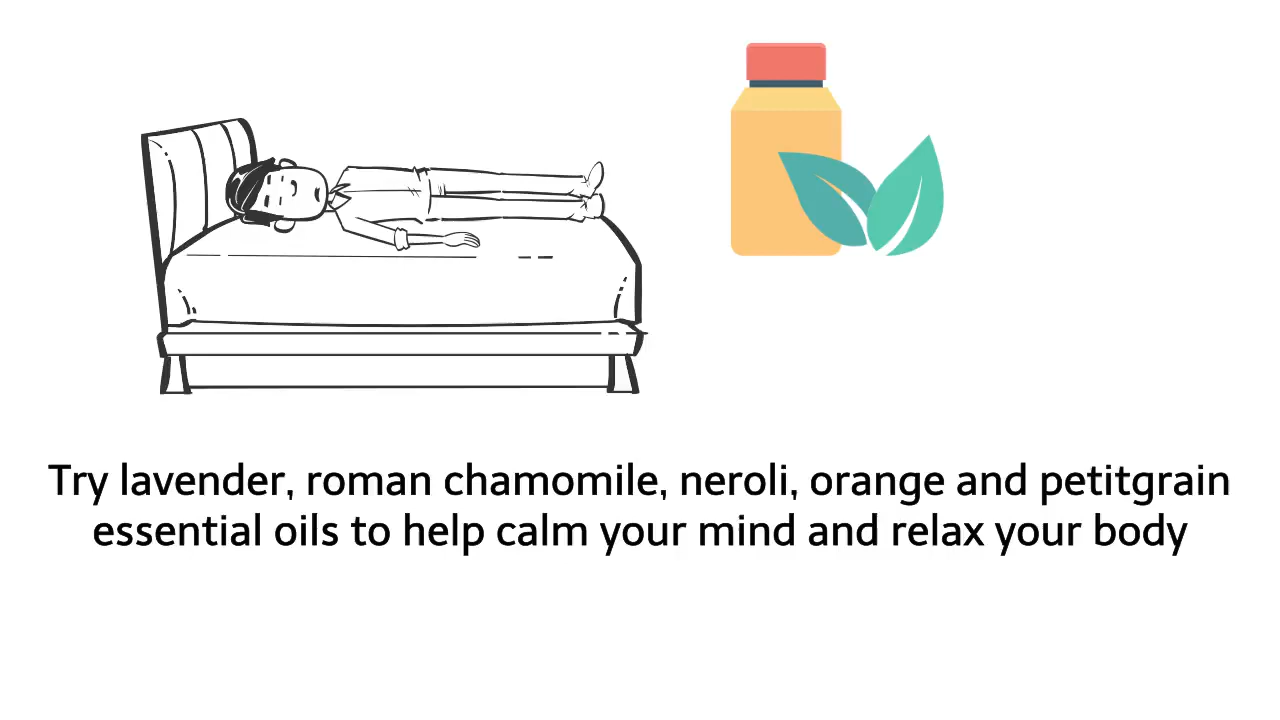 Try lavender, roman chamomile, neroli, orange and petitgrain
essential oils to help calm your mind and relax your body